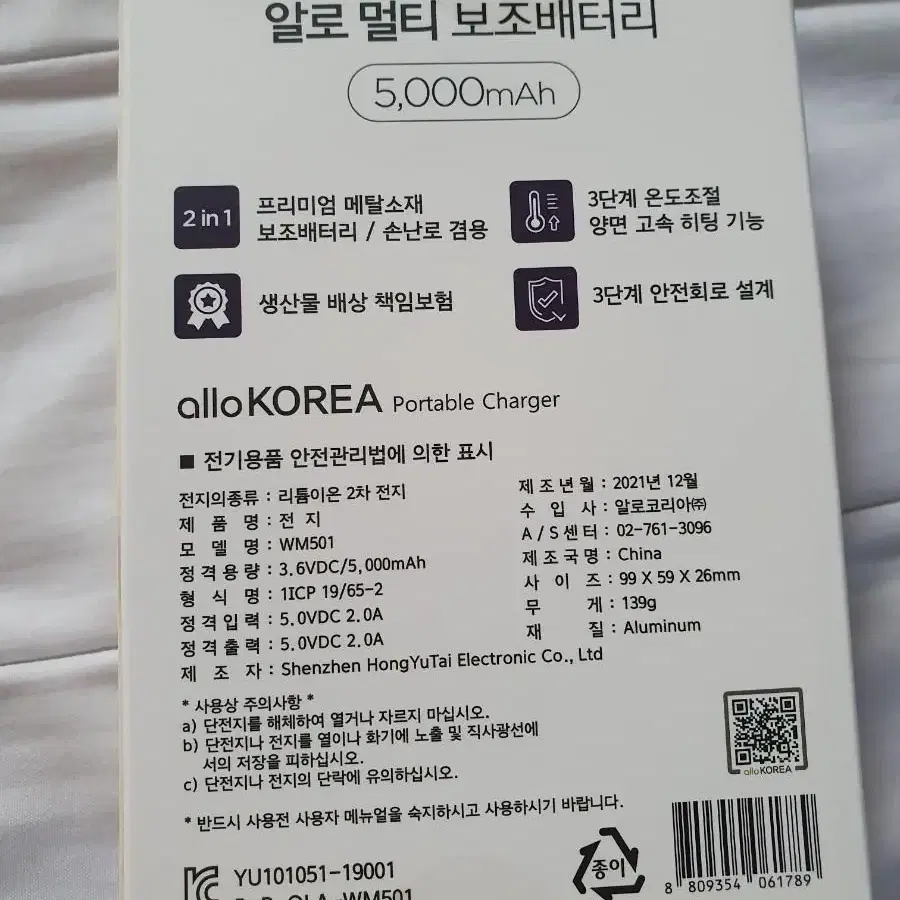 알로 멀티 보조배터리
5,000mAh
2 in 1
프리미엄 메탈소재
보조배터리 / 손난로 겸용
3단계 온도조절
양면 고속 히팅 기능
생산물 배상 책임보험
3단계 안전회로 설계
alloKOREA Portable Charger
■ 전기용품 안전관리법에 의한 표시
전지의종류 : 리튬이온 2차 전지
제 품 명 : 전 지
모 델 명 : WM501
정격용량 : 3.6VDC/5,000mAh
형 식 명 : 1ICP 19/65-2
정격입력 : 5.0VDC 2.0A
정격출력 : 5.0VDC 2.0A
제 조 자 : Shenzhen HongYuTai Electronic Co., Ltd
제조년월 : 2021년 12월
수 입 사 : 알로코리아㈜
A/S센터 : 02-761-3096
제조국명 : China
사 이 즈 : 99 X 59 X 26mm
무 게 : 139g
재 질 : Aluminum
* 사용상 주의사항 *
a) 단전지를 해체하여 열거나 자르지 마십시오.
b) 단전지나 전지를 열이나 화기에 노출 및 직사광선에
서의 저장을 피하십시오.
c) 단전지나 전지의 단락에 유의하십시오.
* 반드시 사용전 사용자 메뉴얼을 숙지하시고 사용하시기 바랍니다.
alloKOREA
YU101051-19001
종이
8 809354 061789